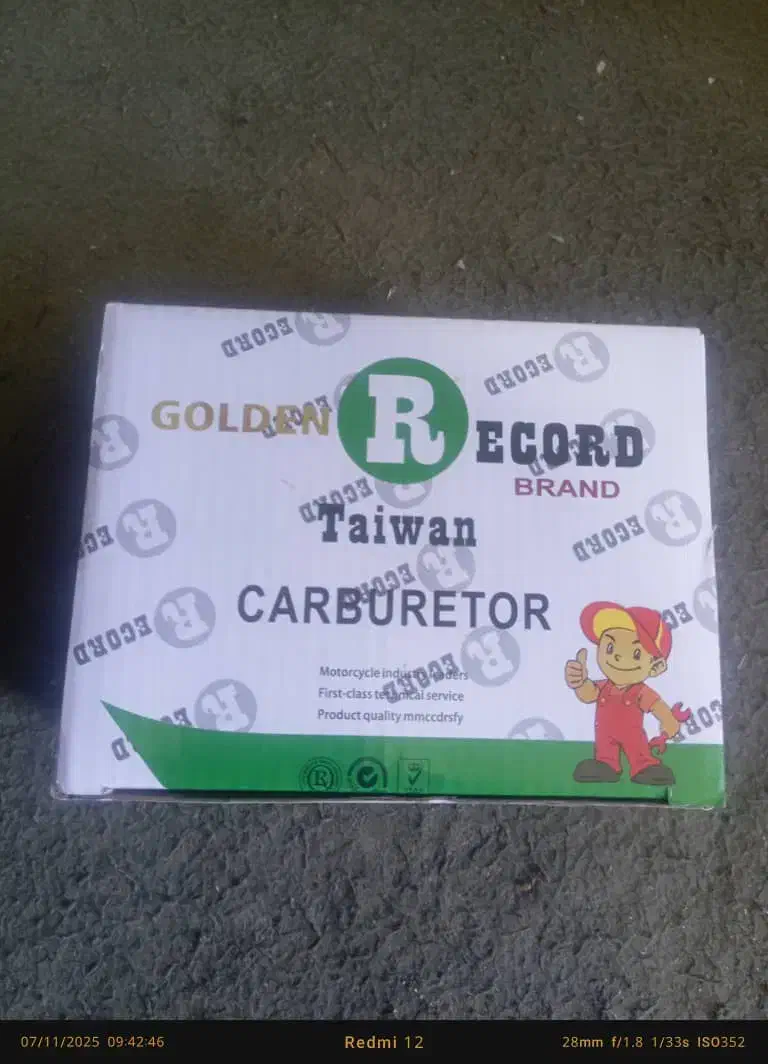 GOLDEN RECORD
BRAND
Taiwan
CARBURETOR
Motorcycle industry leaders
First-class technical service
Product quality mmccdrsfy
07/11/2025 09:42:46
Redmi 12
28mm f/1.8 1/33s ISO352